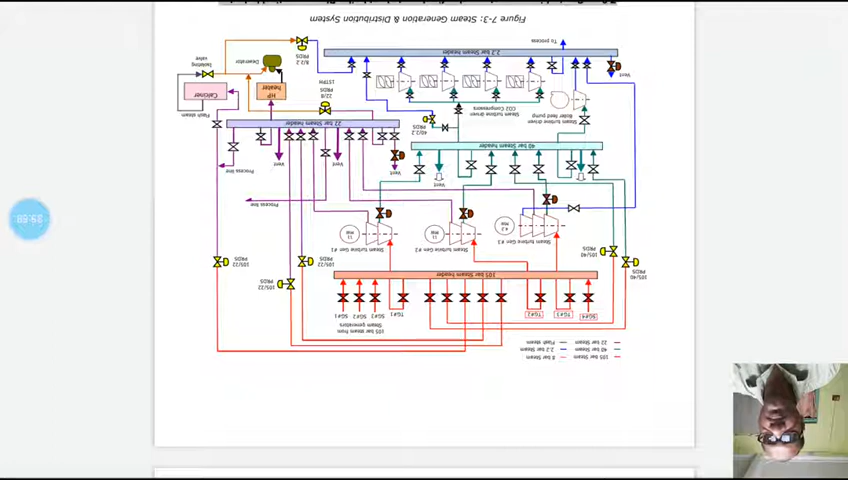 105 bar Steam 8 bar Steam
40 bar Steam 2.2 bar Steam
22 bar Steam Flash steam
105 bar steam from
Steam generators
SG#4 TG#3 TG#2 TG#1 SG#3 SG#2 SG#1
105 bar Steam header
PRDS
105/40
PRDS
105/40
PRDS
105/22
PRDS
105/22
PRDS
105/22
Steam turbine Gen #3
Steam turbine Gen #2
Steam turbine Gen #1
Process line
Process line
Vent
Vent
Vent
Vent
40 bar Steam header
22 bar Steam header
PRDS
40/2.2
Steam turbine driven
Boiler feed pump
Steam turbine driven
CO2 Compressors
PRDS
22/8
Flash steam
Calciner
HP
heater
Isolating
valve
Deaerator
PRDS
8/2.2
Vent
2.2 bar Steam header
To process
Figure 7-3: Steam Generation & Distribution System